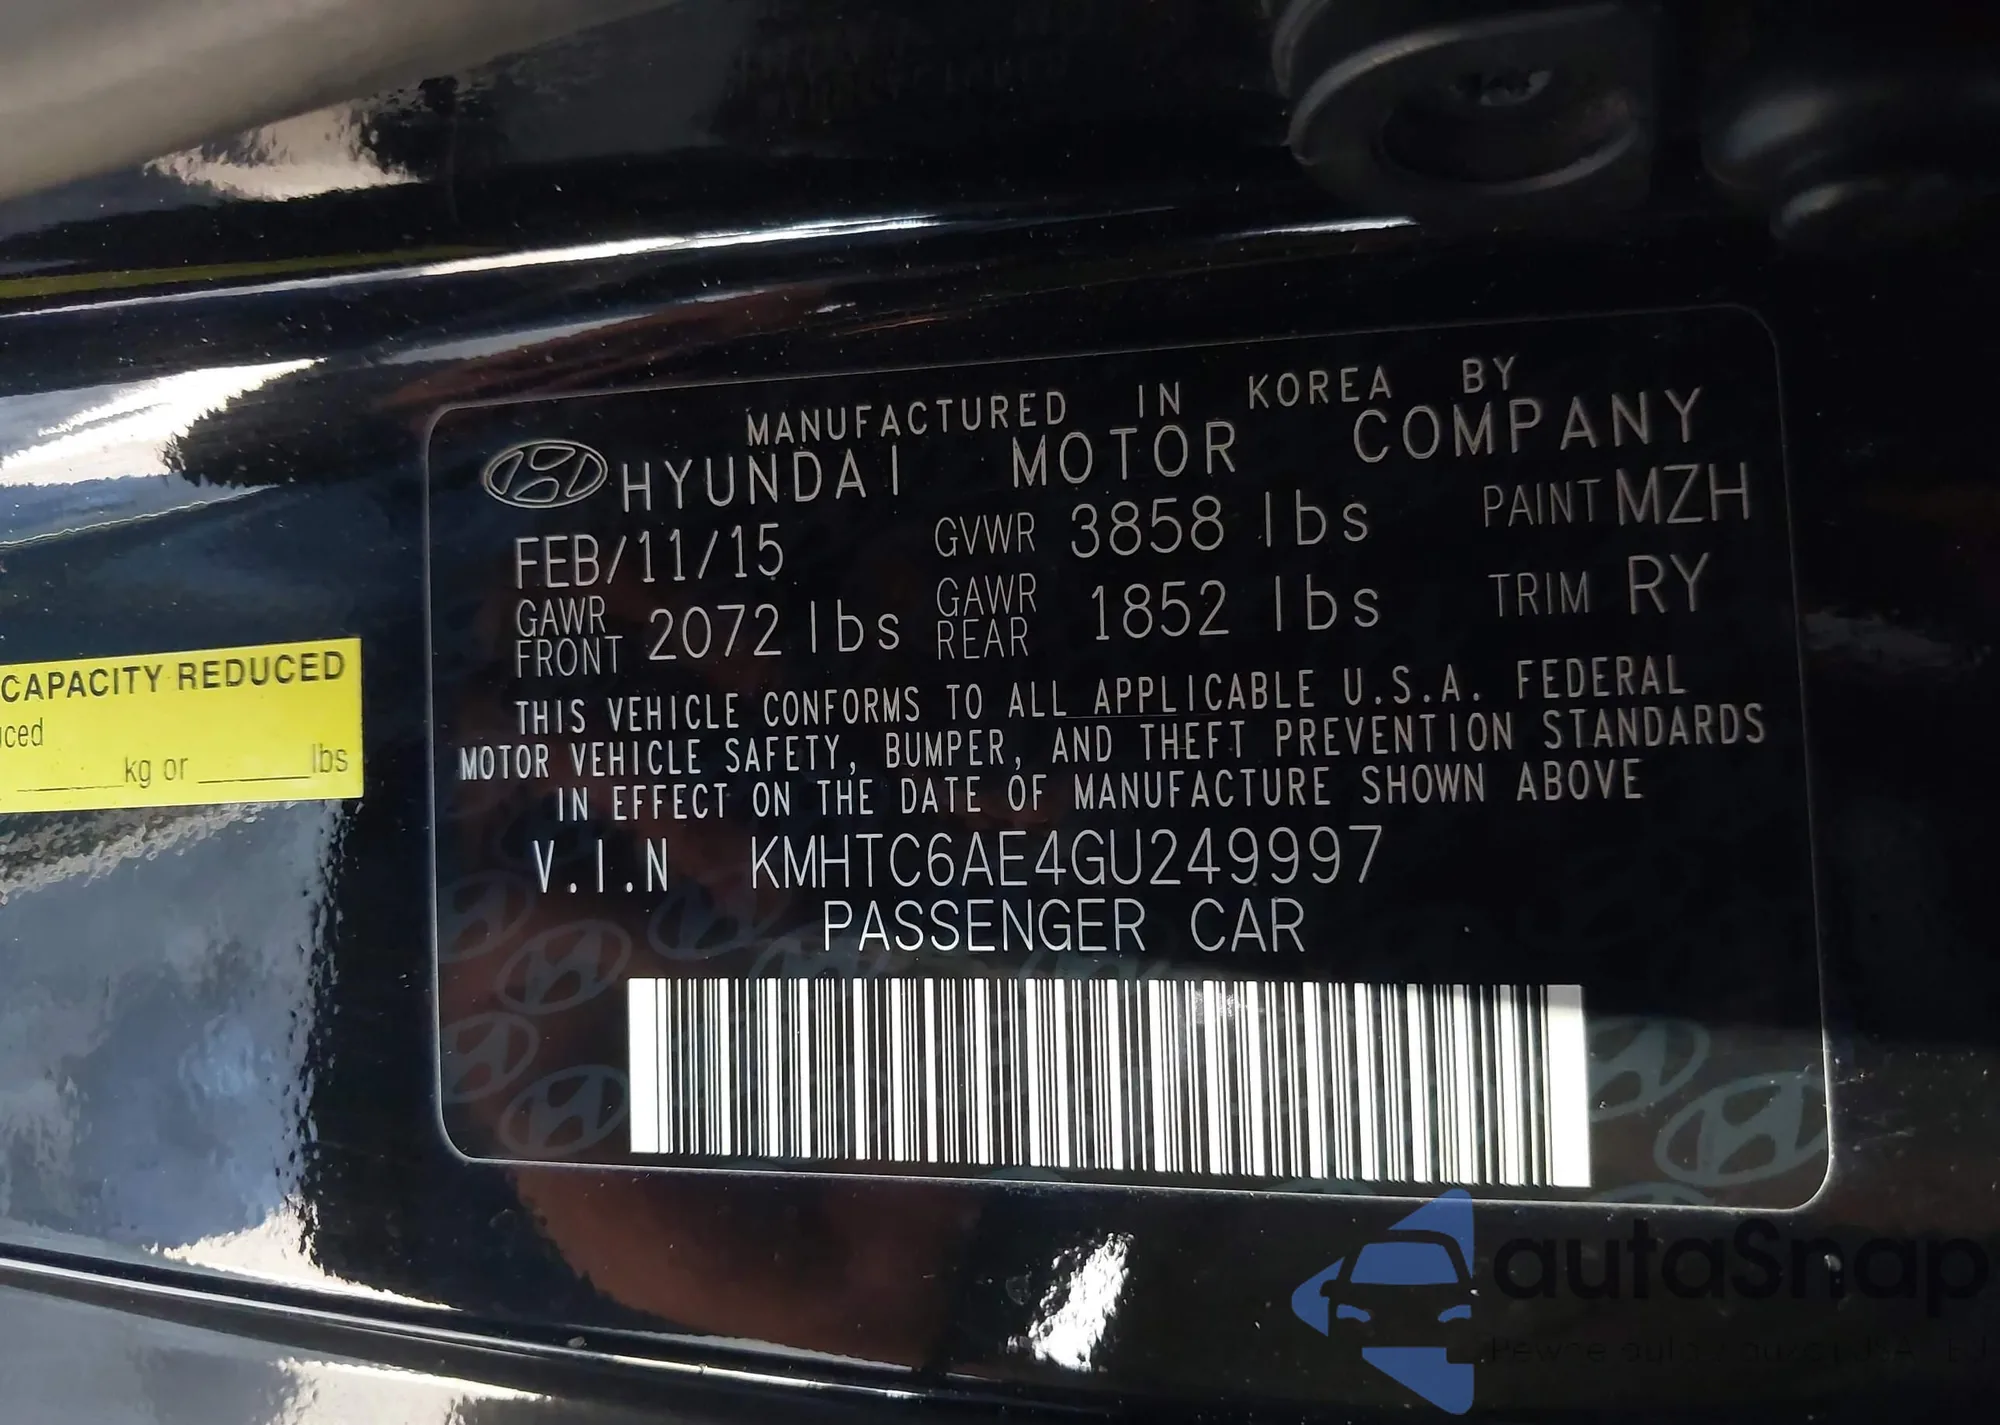 MANUFACTURED IN KOREA BY
HYUNDAI MOTOR COMPANY
FEB/11/15 GVWR 3858 lbs PAINT MZH
GAWR FRONT 2072 lbs GAWR REAR 1852 lbs TRIM RY
THIS VEHICLE CONFORMS TO ALL APPLICABLE U.S.A. FEDERAL
MOTOR VEHICLE SAFETY, BUMPER, AND THEFT PREVENTION STANDARDS
IN EFFECT ON THE DATE OF MANUFACTURE SHOWN ABOVE
V.I.N KMHTC6AE4GU249997
PASSENGER CAR
CAPACITY REDUCED
kg or lbs
autaSnap